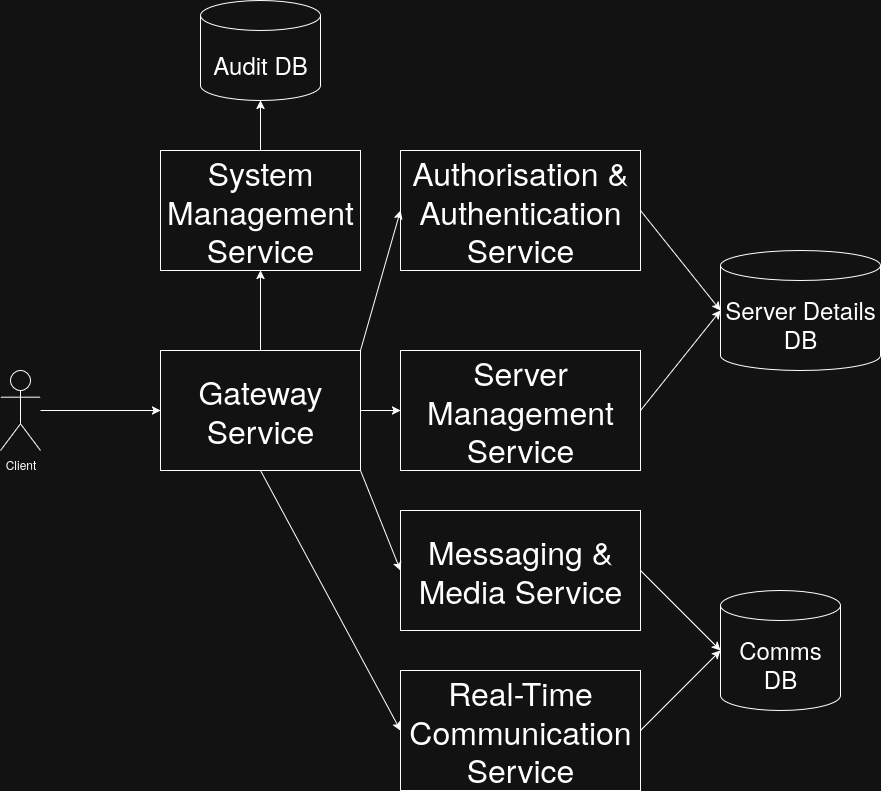 Audit DB
System
Management
Service
Authorisation &
Authentication
Service
Server Details
DB
Gateway
Service
Server
Management
Service
Client
Messaging &
Media Service
Comms
DB
Real-Time
Communication
Service